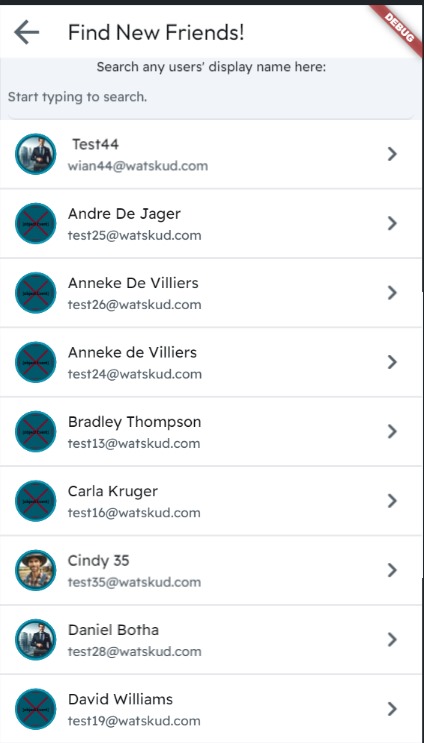 Find New Friends!
DEBUG
Search any users' display name here:
Start typing to search.
Test44
wian44@watskud.com
Andre De Jager
test25@watskud.com
Anneke De Villiers
test26@watskud.com
Anneke de Villiers
test24@watskud.com
Bradley Thompson
test13@watskud.com
Carla Kruger
test16@watskud.com
Cindy 35
test35@watskud.com
Daniel Botha
test28@watskud.com
David Williams
test19@watskud.com